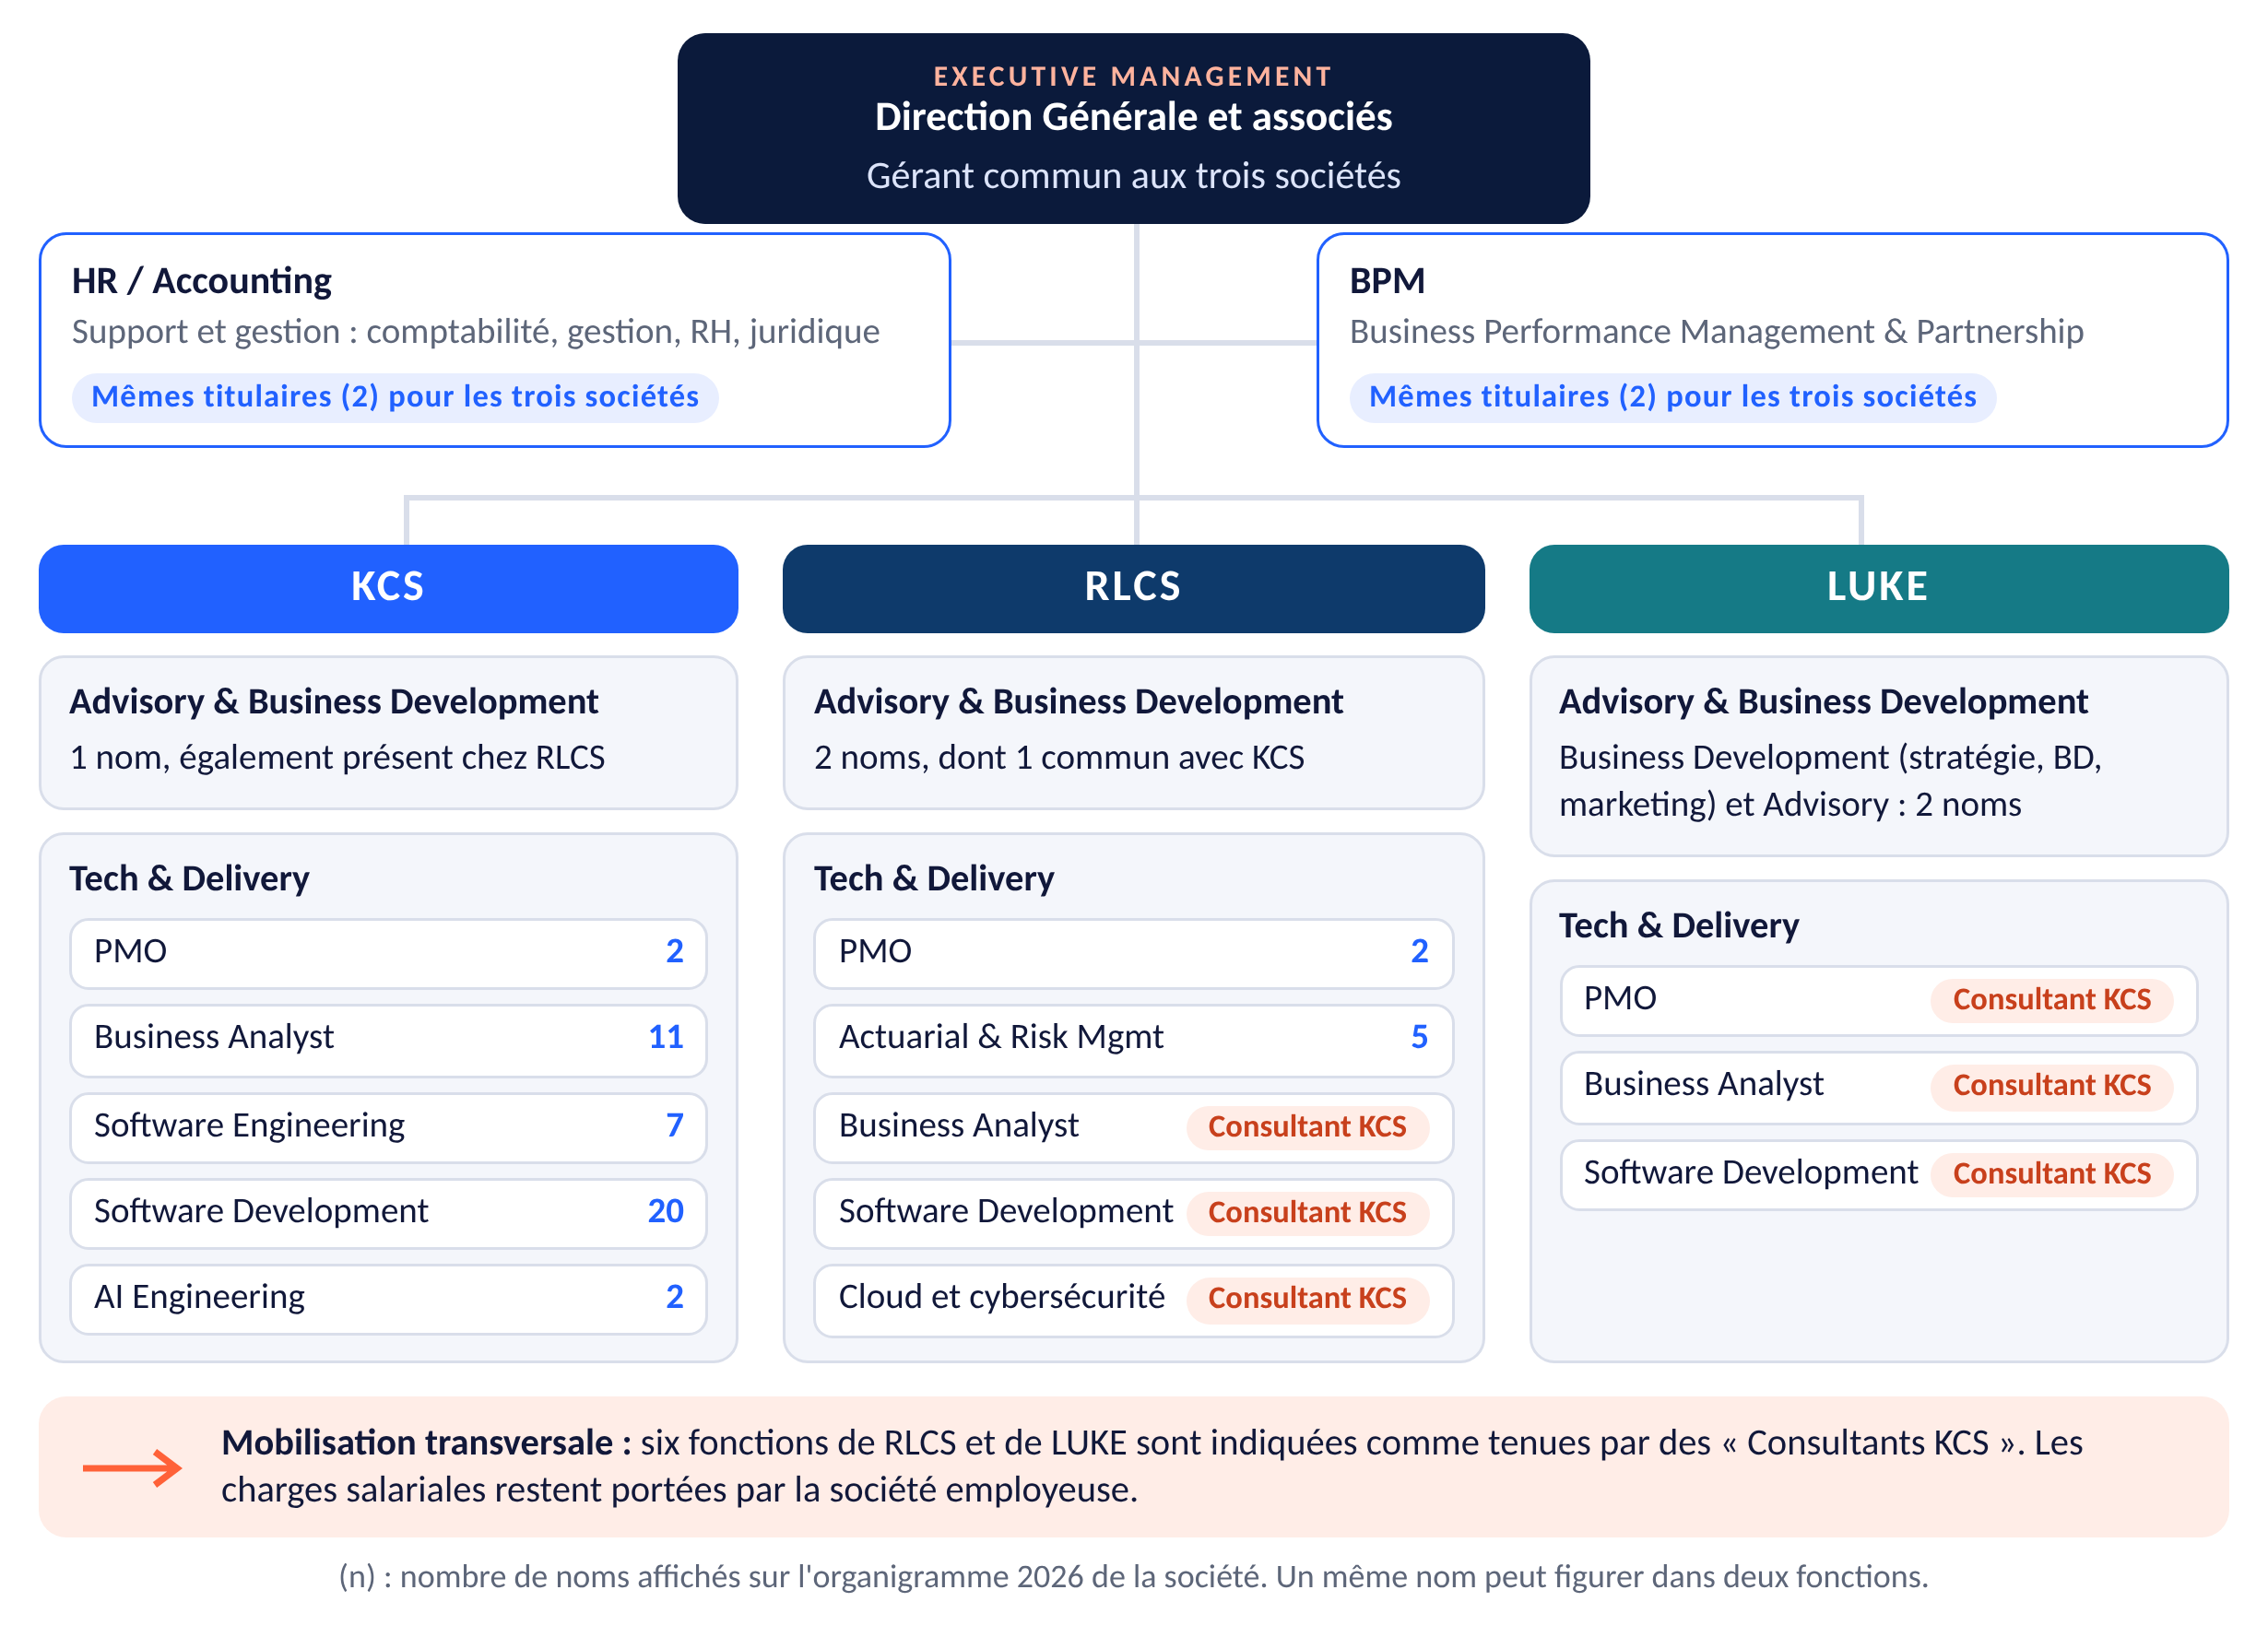 EXECUTIVE MANAGEMENT
Direction Générale et associés
Gérant commun aux trois sociétés
HR / Accounting
Support et gestion : comptabilité, gestion, RH, juridique
Mêmes titulaires (2) pour les trois sociétés
BPM
Business Performance Management & Partnership
Mêmes titulaires (2) pour les trois sociétés
KCS
Advisory & Business Development
1 nom, également présent chez RLCS
Tech & Delivery
PMO 2
Business Analyst 11
Software Engineering 7
Software Development 20
AI Engineering 2
RLCS
Advisory & Business Development
2 noms, dont 1 commun avec KCS
Tech & Delivery
PMO 2
Actuarial & Risk Mgmt 5
Business Analyst Consultant KCS
Software Development Consultant KCS
Cloud et cybersécurité Consultant KCS
LUKE
Advisory & Business Development
Business Development (stratégie, BD,
marketing) et Advisory : 2 noms
Tech & Delivery
PMO Consultant KCS
Business Analyst Consultant KCS
Software Development Consultant KCS
Mobilisation transversale : six fonctions de RLCS et de LUKE sont indiquées comme tenues par des « Consultants KCS ». Les
charges salariales restent portées par la société employeuse.
(n) : nombre de noms affichés sur l'organigramme 2026 de la société. Un même nom peut figurer dans deux fonctions.